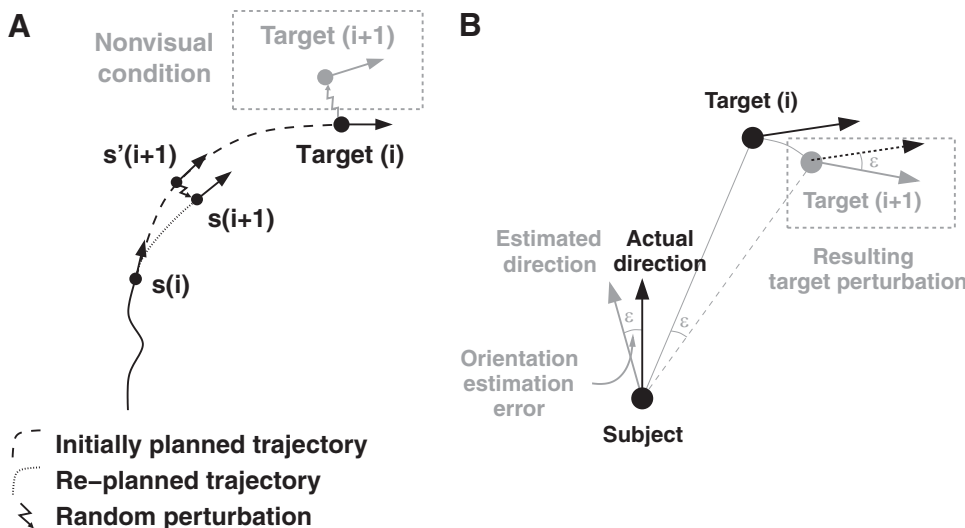 A
Nonvisual
condition
Target (i+1)
s'(i+1)
Target (i)
s(i+1)
s(i)
Initially planned trajectory
Re-planned trajectory
Random perturbation
B
Target (i)
ε
Target (i+1)
Estimated
direction
Actual
direction
Resulting
target perturbation
ε
ε
Orientation
estimation
error
Subject